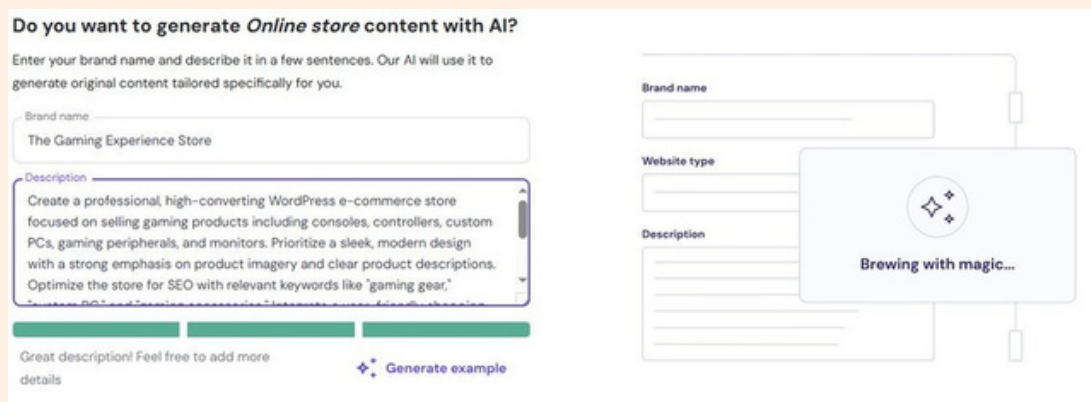 Do you want to generate Online store content with AI?
Enter your brand name and describe it in a few sentences. Our AI will use it to
generate original content tailored specifically for you.
Brand name
The Gaming Experience Store
Description
Create a professional, high-converting WordPress e-commerce store
focused on selling gaming products including consoles, controllers, custom
PCs, gaming peripherals, and monitors. Prioritize a sleek, modern design
with a strong emphasis on product imagery and clear product descriptions.
Optimize the store for SEO with relevant keywords like "gaming gear,"
Great description! Feel free to add more
details
Generate example
Brand name
Website type
Description
Brewing with magic...